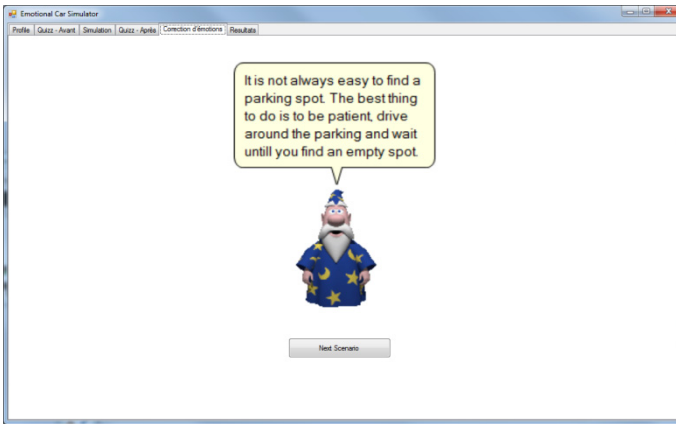 Emotional Car Simulator
Profile Quizz - Avant Simulation Quizz - Après Correction d'émotions Resultats
It is not always easy to find a
parking spot. The best thing
to do is to be patient, drive
around the parking and wait
untill you find an empty spot.
Next Scenario